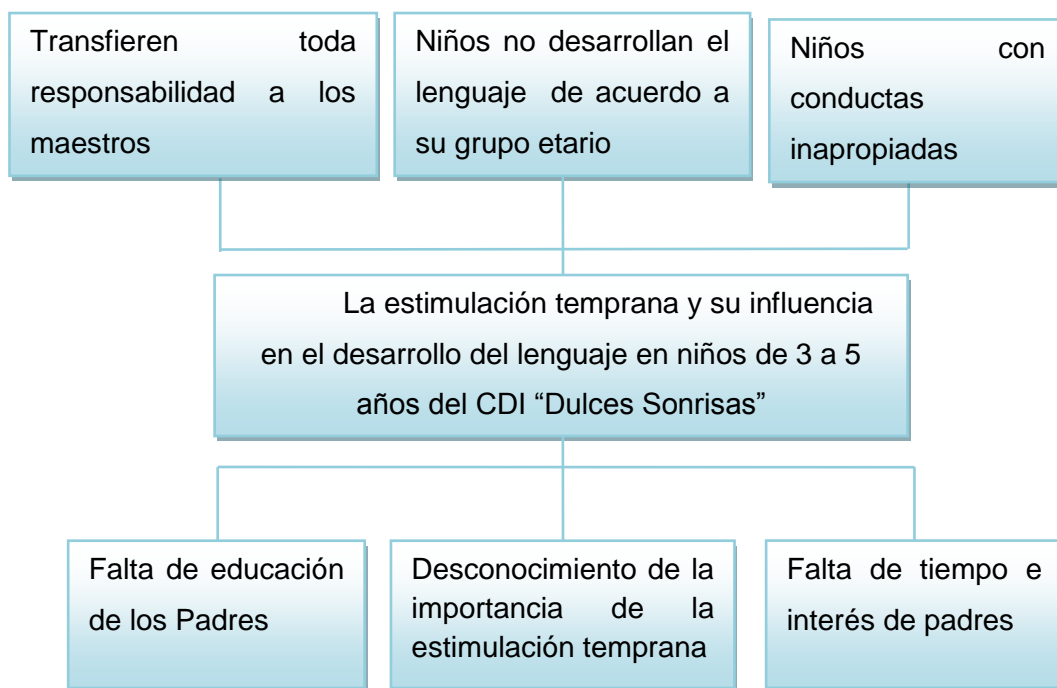 Transfieren toda
responsabilidad a los
maestros
Niños no desarrollan el
lenguaje de acuerdo a
su grupo etario
Niños con
conductas
inapropiadas
La estimulación temprana y su influencia
en el desarrollo del lenguaje en niños de 3 a 5
años del CDI “Dulces Sonrisas”
Falta de educación
de los Padres
Desconocimiento de la
importancia de la
estimulación temprana
Falta de tiempo e
interés de padres